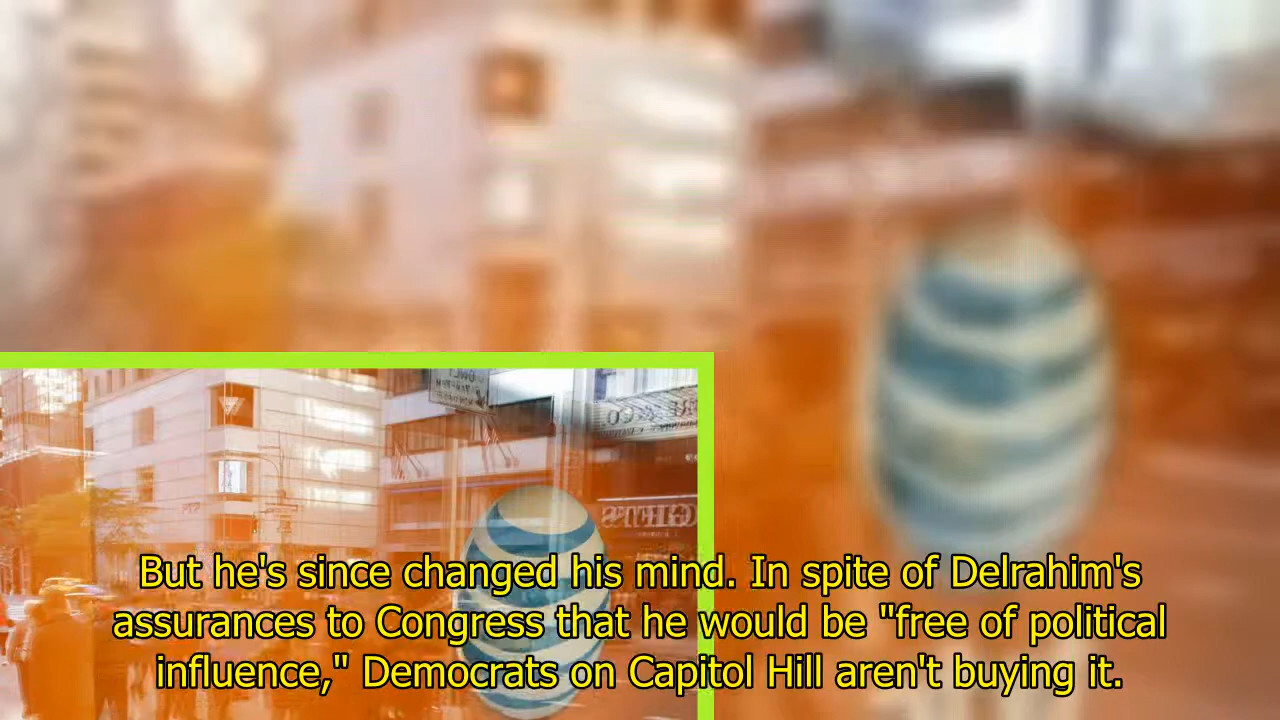 GIFTS
But he's since changed his mind. In spite of Delrahim's
assurances to Congress that he would be "free of political
influence," Democrats on Capitol Hill aren't buying it.